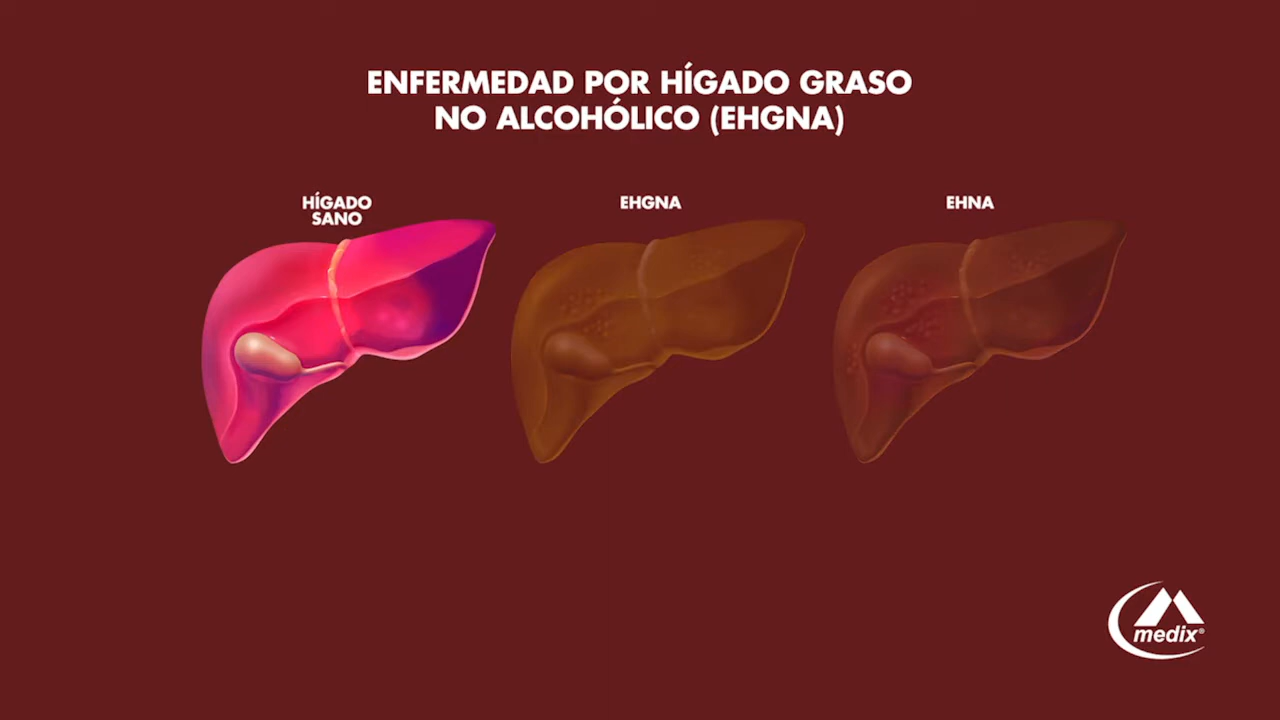 ENFERMEDAD POR HÍGADO GRASO
NO ALCOHÓLICO (EHGNA)
HÍGADO
SANO
EHGNA
EHNA
medix®